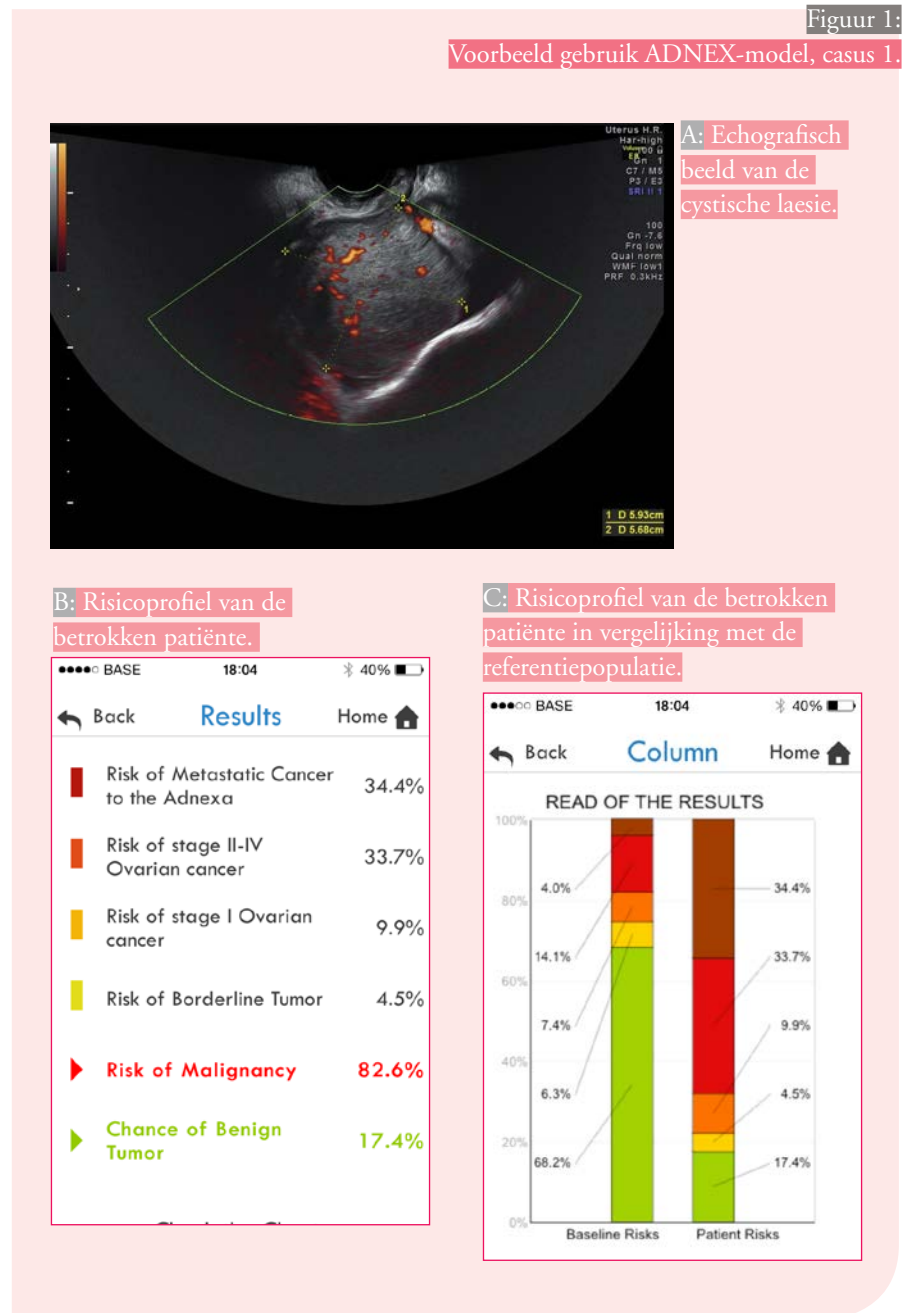 Figuur 1:
Voorbeeld gebruik ADNEX-model, casus 1.
Uterus H.R.
Har-high
100
Gn 1
C7 / M5
P3 / E3
SRI II 1
100
Gn -7.6
Frq low
Qual norm
WMF low1
PRF 0.3kHz
2
1
1 D 5.93cm
2 D 5.68cm
A: Echografisch
beeld van de
cystische laesie.
B: Risicoprofiel van de
betrokken patiënte.
BASE 18:04 40%
Back Results Home
Risk of Metastatic Cancer
to the Adnexa 34.4%
Risk of stage II-IV
Ovarian cancer 33.7%
Risk of stage I Ovarian
cancer 9.9%
Risk of Borderline Tumor 4.5%
Risk of Malignancy 82.6%
Chance of Benign
Tumor 17.4%
C: Risicoprofiel van de betrokken
patiënte in vergelijking met de
referentiepopulatie.
BASE 18:04 40%
Back Column Home
READ OF THE RESULTS
100%
4.0% 34.4%
80%
14.1% 33.7%
60%
7.4% 9.9%
40%
6.3% 4.5%
20%
68.2% 17.4%
0%
Baseline Risks Patient Risks